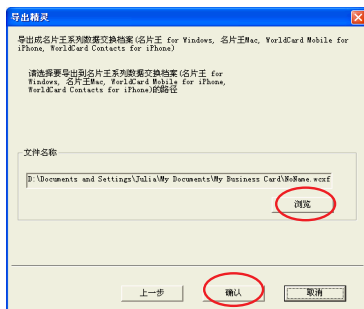 导出精灵
导出成名片王系列数据交换档案(名片王 for Windows, 名片王Mac, WorldCard Mobile for
iPhone, WorldCard Contacts for iPhone)
请选择要导出到名片王系列数据交换档案(名片王 for
Windows, 名片王Mac, WorldCard Mobile for iPhone,
WorldCard Contacts for iPhone)的路径
文件名称
D:\Documents and Settings\Julia\My Documents\My Business Card\NoName.wcxf
浏览
上一步
确认
取消